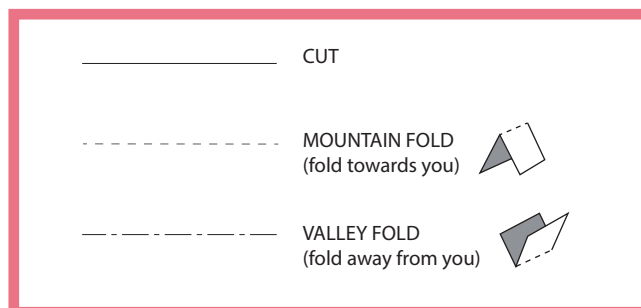 CUT
MOUNTAIN FOLD
(fold towards you)
VALLEY FOLD
(fold away from you)